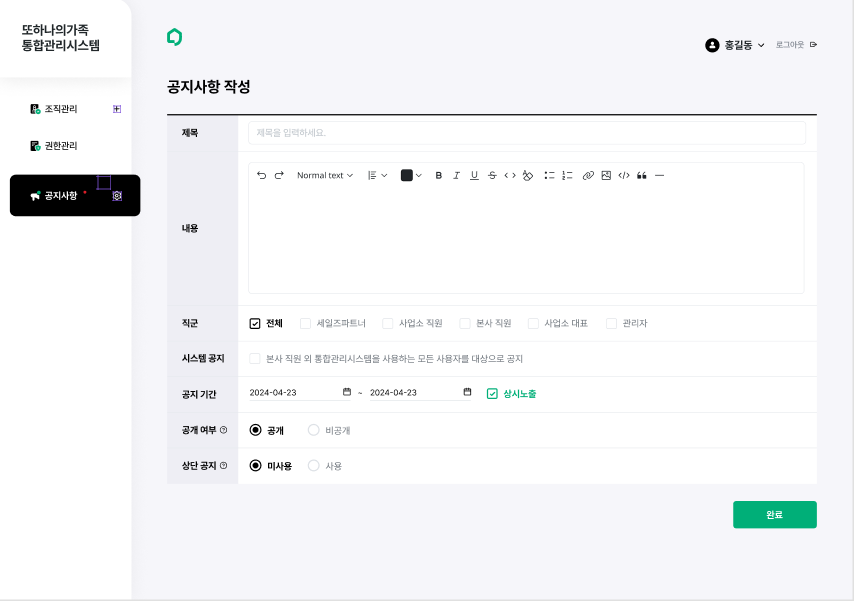 또하나의가족
통합관리시스템
홍길동 로그아웃
조직관리
권한관리
공지사항
공지사항 작성
제목 제목을 입력하세요.
Normal text B I U S
내용
직군 전체 세일즈파트너 사업소 직원 본사 직원 사업소 대표 관리자
시스템 공지 본사 직원 외 통합관리시스템을 사용하는 모든 사용자를 대상으로 공지
공지 기간 2024-04-23 ~ 2024-04-23 상시노출
공개 여부 공개 비공개
상단 공지 미사용 사용
완료